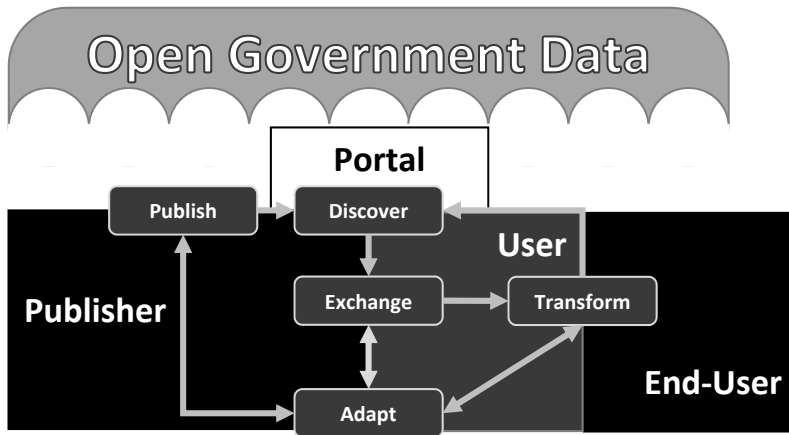 Open Government Data
Portal
Publish
Discover
User
Publisher
Exchange
Transform
End-User
Adapt